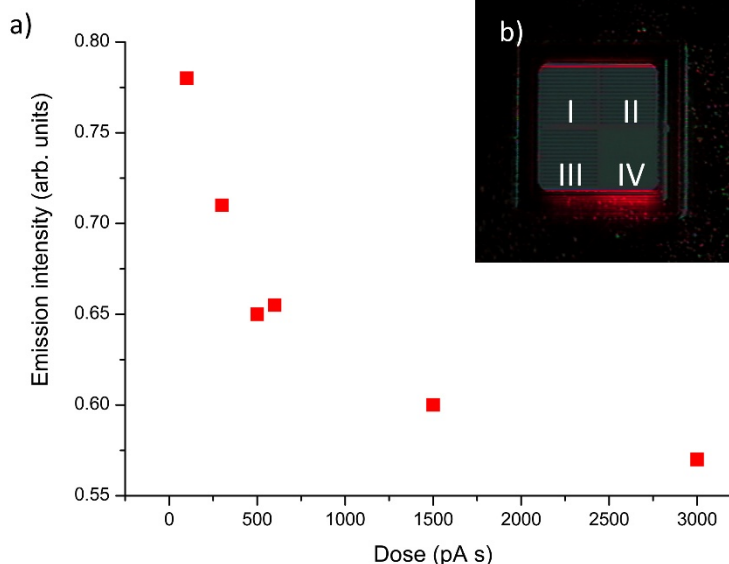 a)
b)
I II
III IV
Emission intensity (arb. units)
0.80
0.75
0.70
0.65
0.60
0.55
0 500 1000 1500 2000 2500 3000
Dose (pA s)